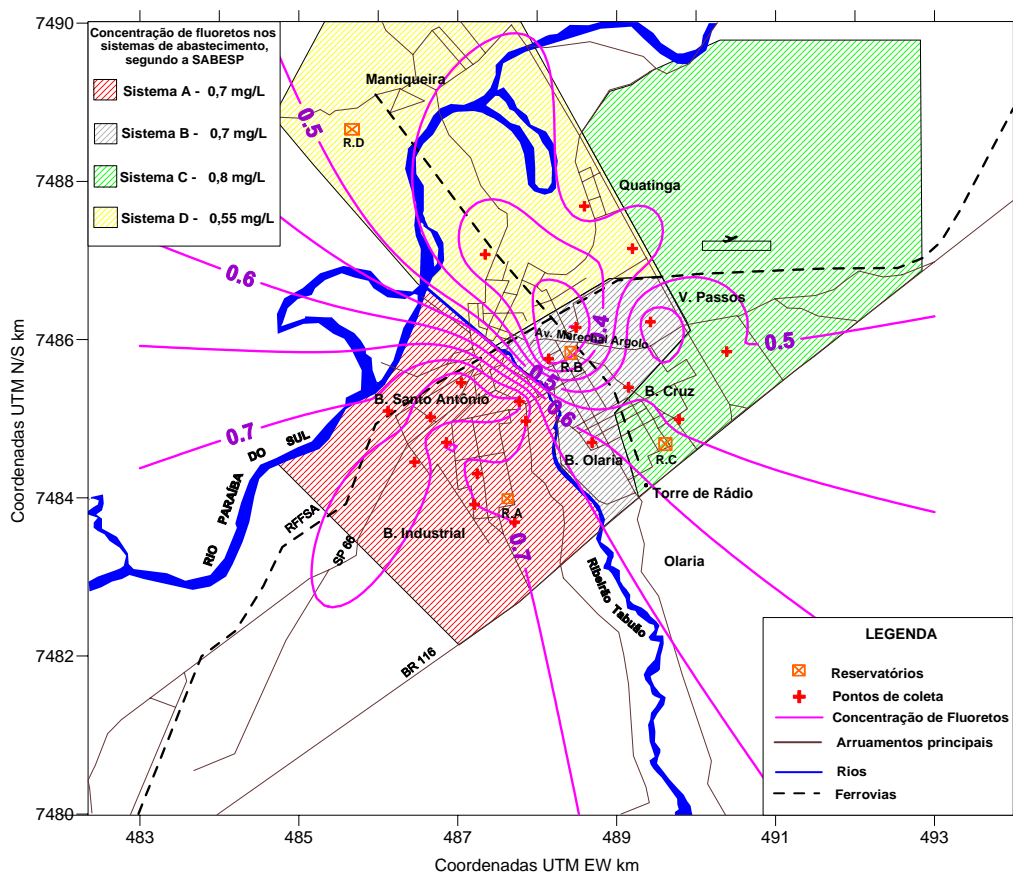 7490
7488
7486
7484
7482
7480
Coordenadas UTM N/S km
Concentração de fluoretos nos
sistemas de abastecimento,
segundo a SABESP
Sistema A - 0,7 mg/L
Sistema B - 0,7 mg/L
Sistema C - 0,8 mg/L
Sistema D - 0,55 mg/L
Mantiqueira
0.5
R.D
Quatinga
0.6
V. Passos
0.4
Av. Marechal Argolo
0.5
R.B
0.5
B. Cruz
B. Santo Antônio
0.6
0.7
RIO PARAÍBA DO SUL
B. Olaria
R.C
Torre de Rádio
R.A
RFFSA
B. Industrial
SP 66
0.7
Olaria
Ribeirão Tabuão
BR 116
LEGENDA
Reservatórios
Pontos de coleta
Concentração de Fluoretos
Arruamentos principais
Rios
Ferrovias
483
485
487
489
491
493
Coordenadas UTM EW km